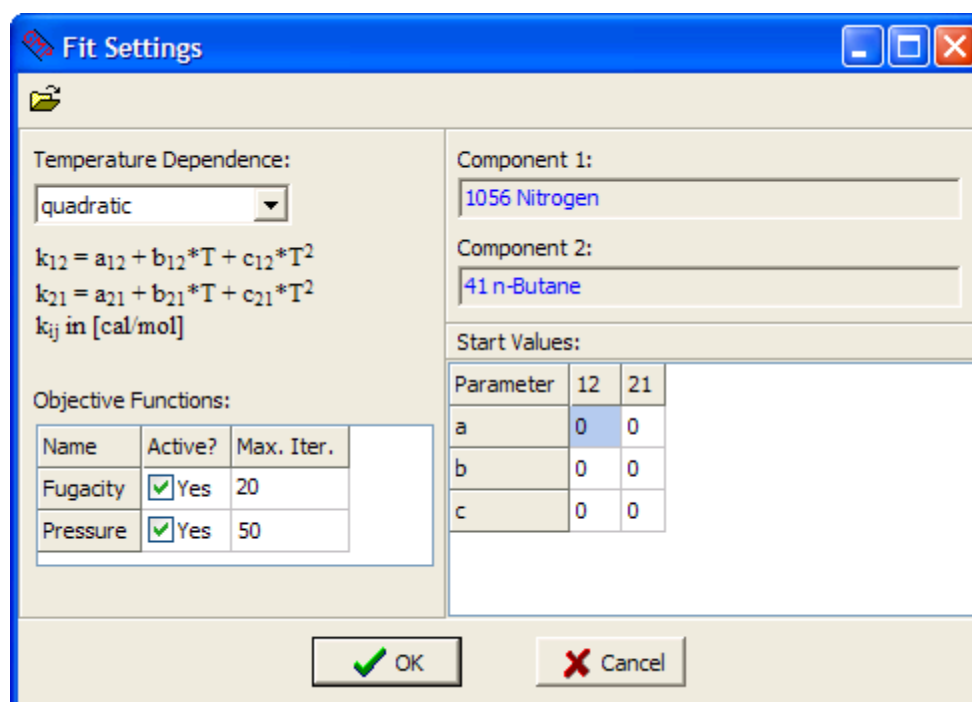 Fit Settings
Temperature Dependence:
quadratic
k12 = a12 + b12*T + c12*T2
k21 = a21 + b21*T + c21*T2
kij in [cal/mol]
Objective Functions:
Name Active? Max. Iter.
Fugacity Yes 20
Pressure Yes 50
Component 1:
1056 Nitrogen
Component 2:
41 n-Butane
Start Values:
Parameter 12 21
a 0 0
b 0 0
c 0 0
OK
Cancel